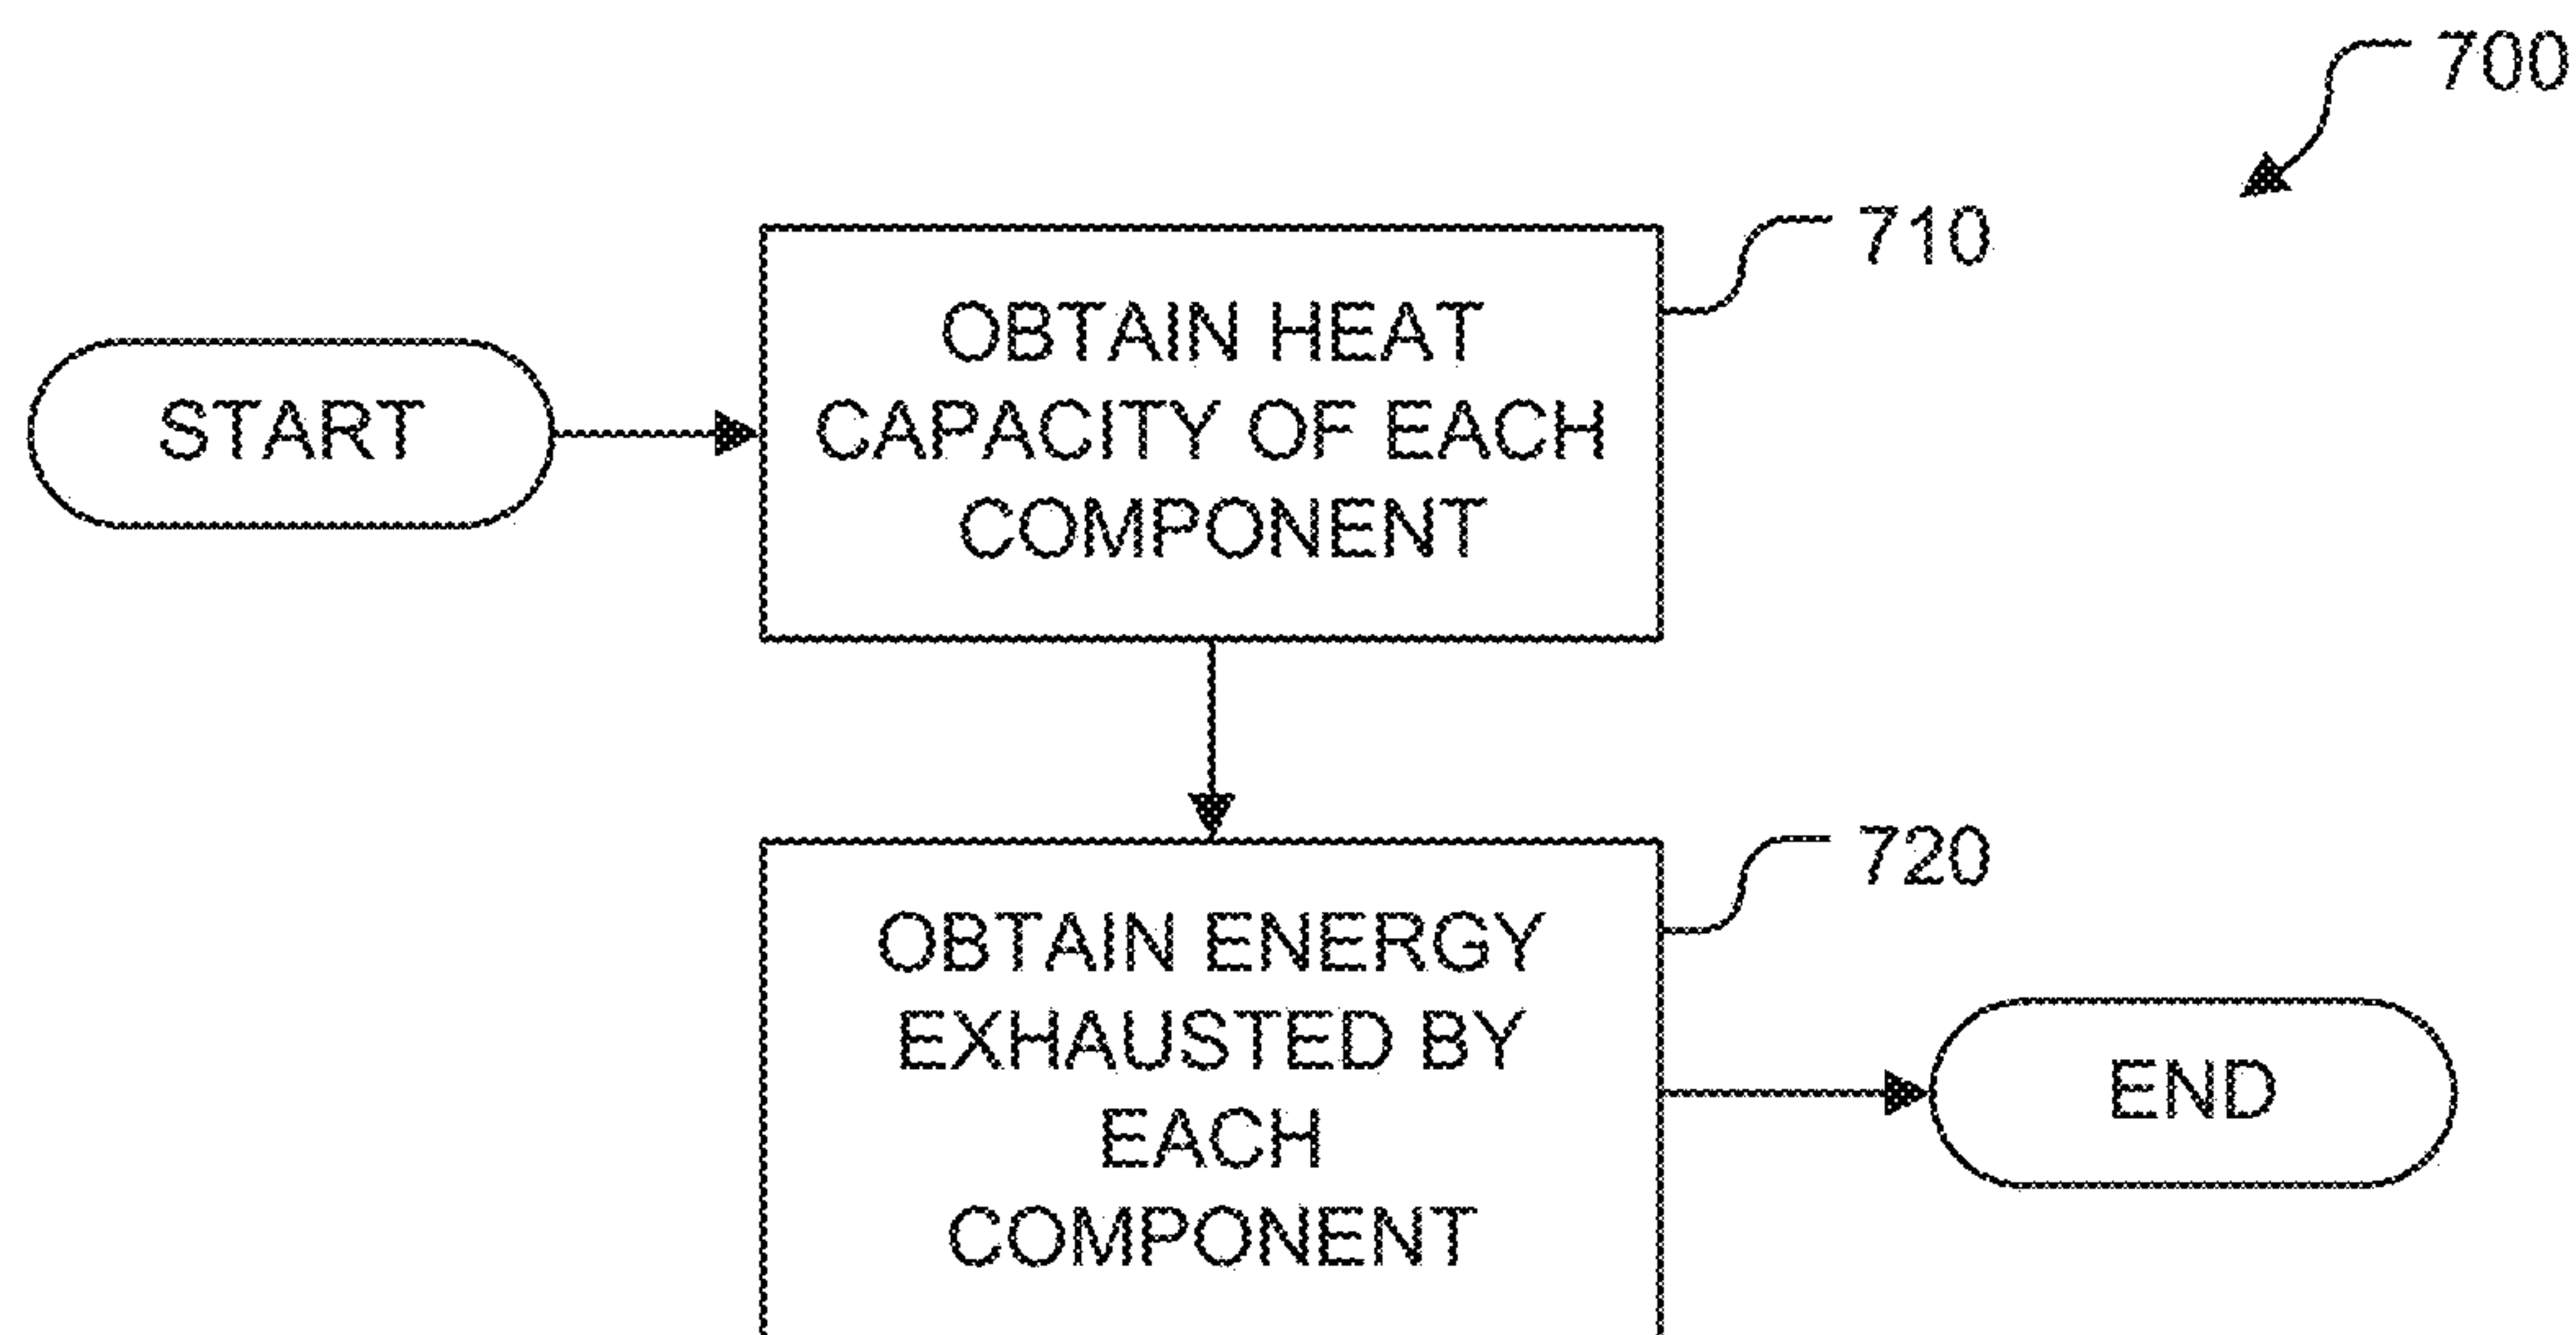 700
710
OBTAIN HEAT
CAPACITY OF EACH
COMPONENT
START
720
OBTAIN ENERGY
EXHAUSTED BY
EACH
COMPONENT
END